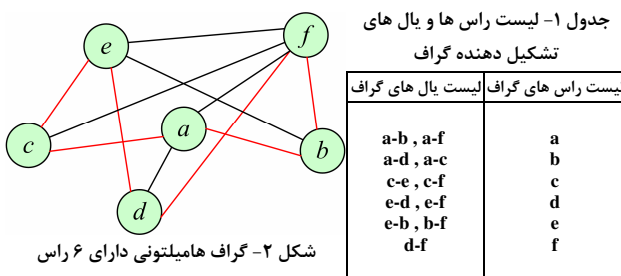 جدول ۱- لیست راس ها و یال های
تشکیل دهنده گراف
لیست راس های گراف لیست یال های گراف
a a-b , a-f
b a-d , a-c
c c-e , c-f
d e-d , e-f
e e-b , b-f
f d-f
e
f
a
c
b
d
شکل ۲- گراف هامیلتونی دارای ۶ راس